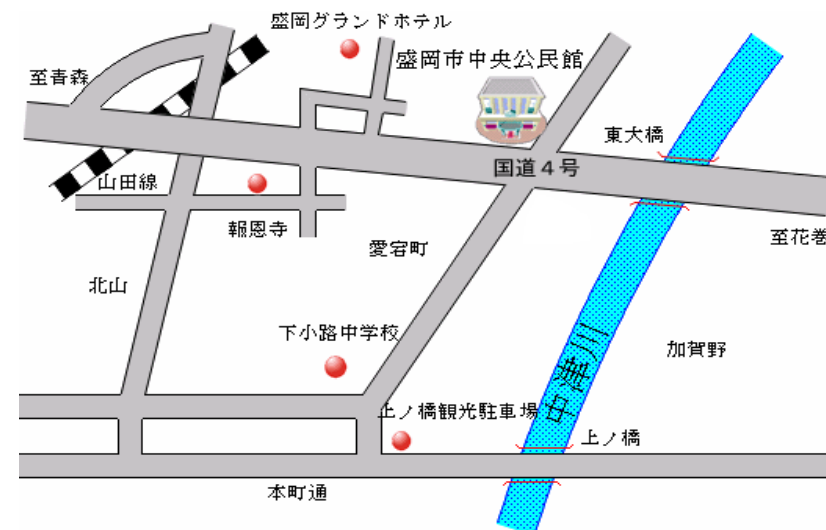 盛岡グランドホテル
盛岡市中央公民館
至青森
東大橋
国道４号
山田線
報恩寺
至花巻
愛宕町
北山
下小路中学校
加賀野
中津川
上ノ橋観光駐車場
上ノ橋
本町通